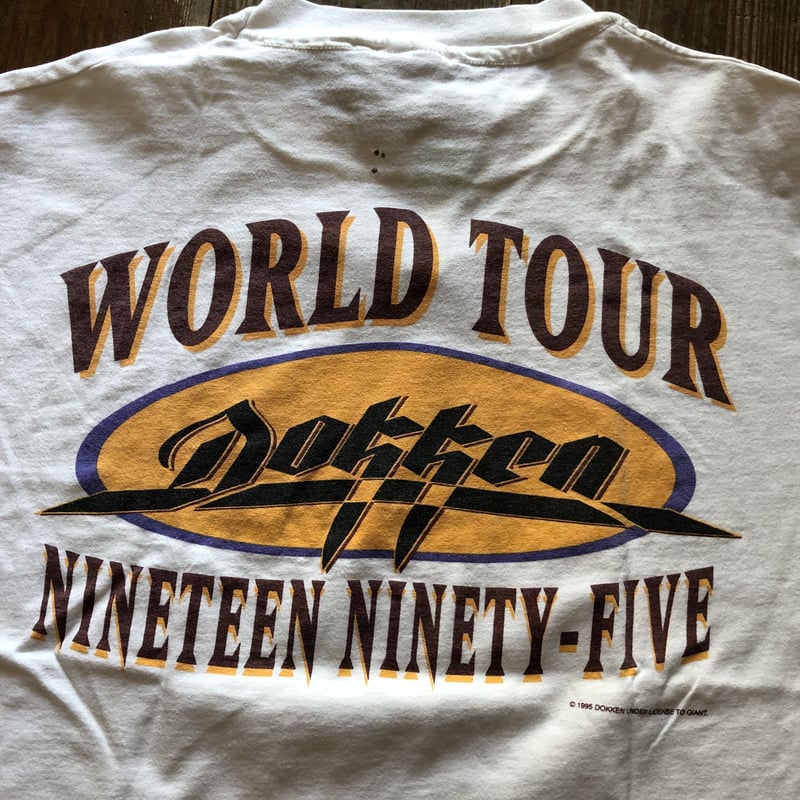 WORLD TOUR
Dokken
NINETEEN NINETY-FIVE
© 1995 DOKKEN UNDER LICENSE TO GIANT.